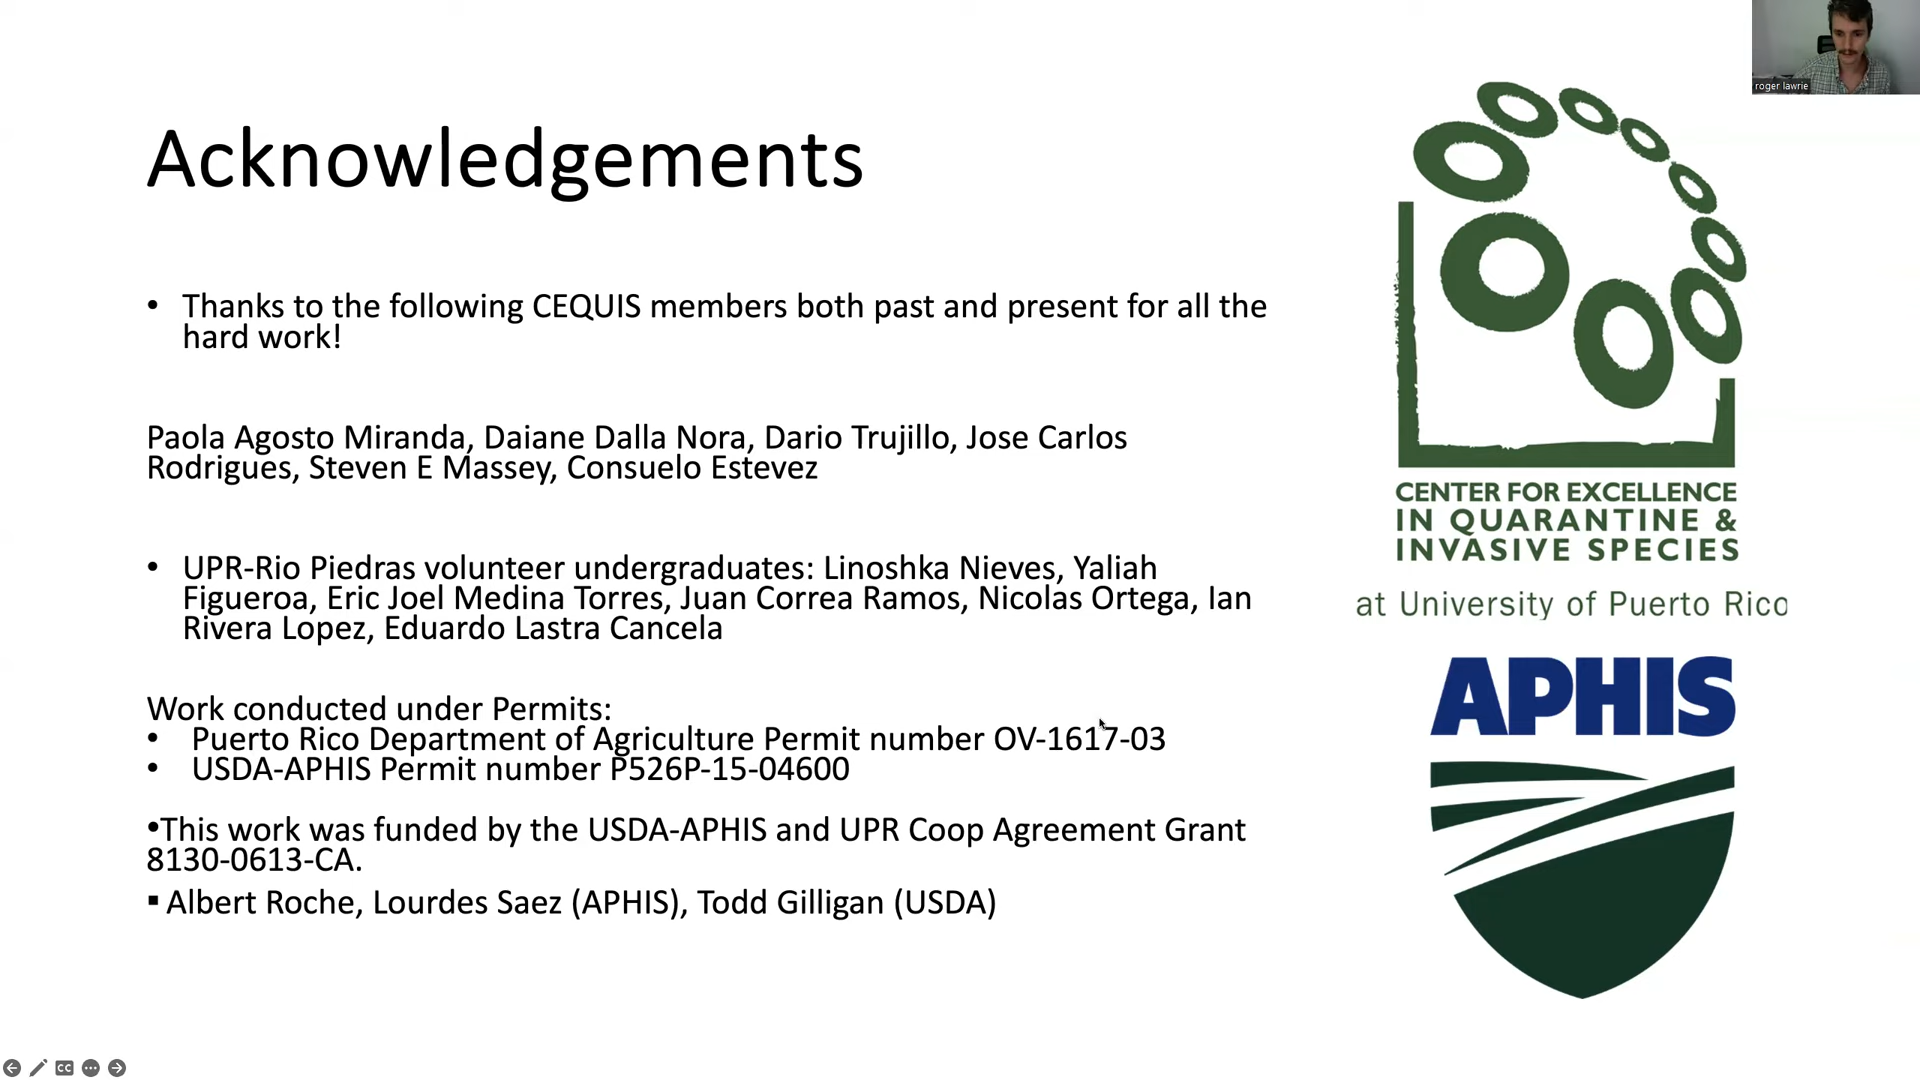 roger lawrie
Acknowledgements
• Thanks to the following CEQUIS members both past and present for all the
hard work!
Paola Agosto Miranda, Daiane Dalla Nora, Dario Trujillo, Jose Carlos
Rodrigues, Steven E Massey, Consuelo Estevez
• UPR-Rio Piedras volunteer undergraduates: Linoshka Nieves, Yaliah
Figueroa, Eric Joel Medina Torres, Juan Correa Ramos, Nicolas Ortega, Ian
Rivera Lopez, Eduardo Lastra Cancela
Work conducted under Permits:
• Puerto Rico Department of Agriculture Permit number OV-1617-03
• USDA-APHIS Permit number P526P-15-04600
•This work was funded by the USDA-APHIS and UPR Coop Agreement Grant
8130-0613-CA.
▪ Albert Roche, Lourdes Saez (APHIS), Todd Gilligan (USDA)
CENTER FOR EXCELLENCE
IN QUARANTINE &
INVASIVE SPECIES
at University of Puerto Rico
APHIS
CC